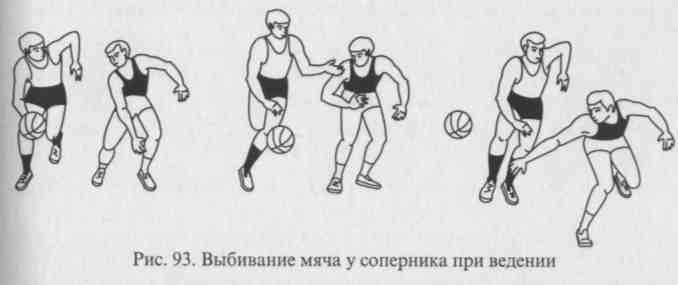 Рис. 93. Выбивание мяча у соперника при ведении